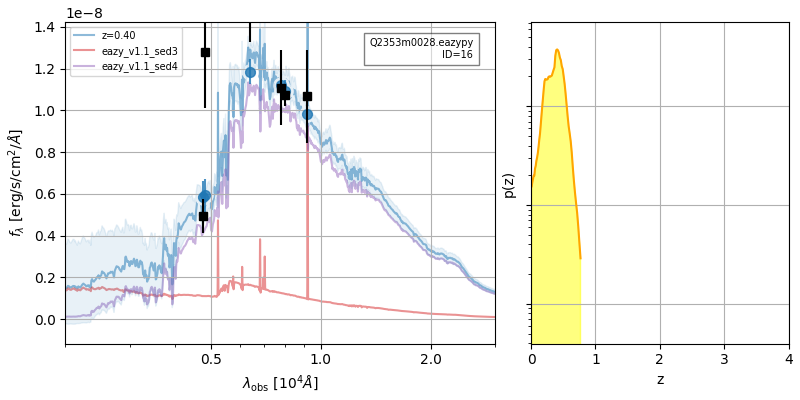 1e−8
z=0.40
eazy_v1.1_sed3
eazy_v1.1_sed4
Q2353m0028.eazypy
ID=16
1.4
1.2
1.0
0.8
0.6
0.4
0.2
0.0
f_λ [erg/s/cm²/Å]
0.5 1.0 2.0
λ_obs [10⁴Å]
p(z)
0 1 2 3 4
z